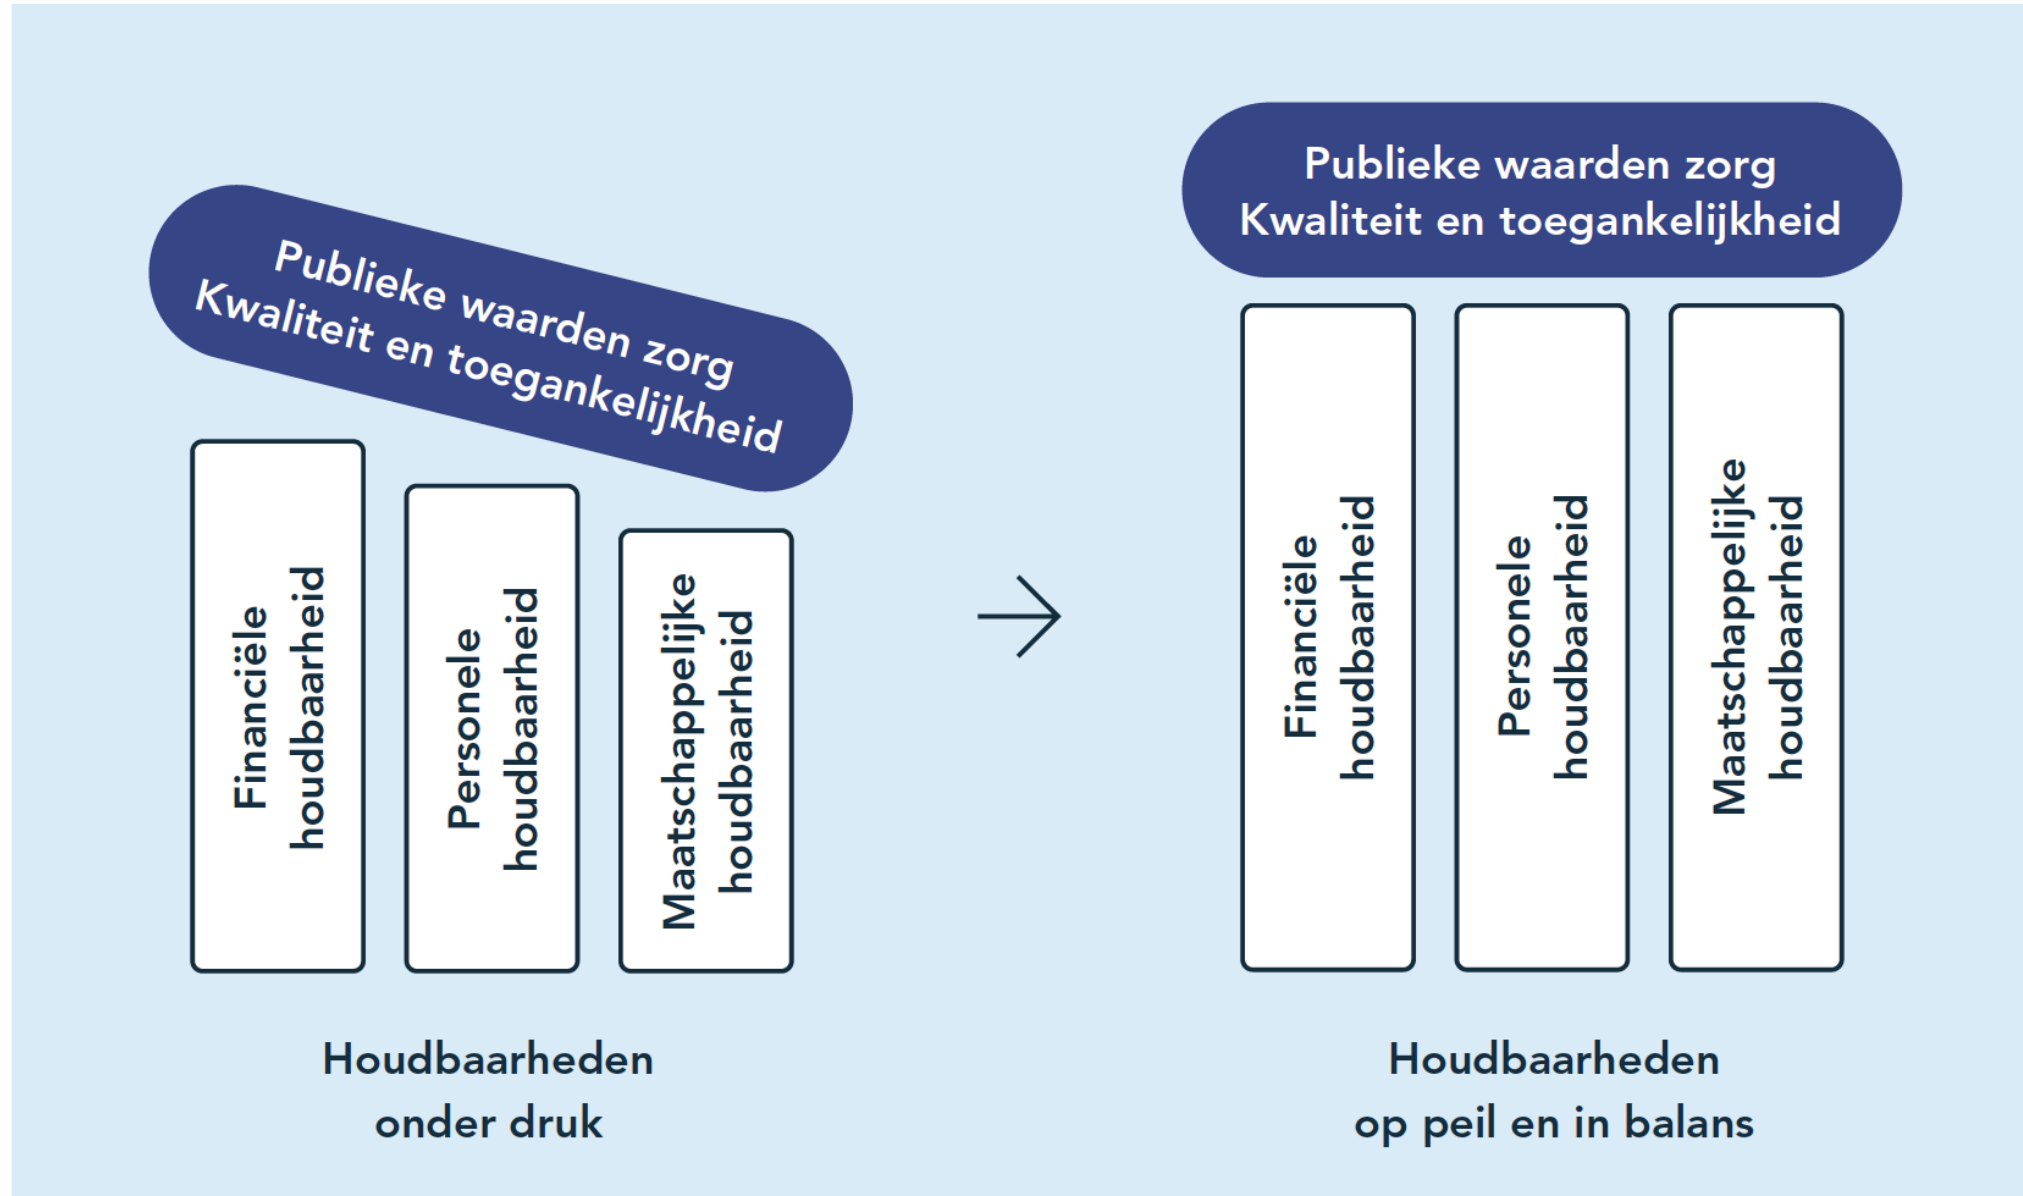 Publieke waarden zorg
Kwaliteit en toegankelijkheid
Financiële
houdbaarheid
Personele
houdbaarheid
Maatschappelijke
houdbaarheid
Houdbaarheden
onder druk
Publieke waarden zorg
Kwaliteit en toegankelijkheid
Financiële
houdbaarheid
Personele
houdbaarheid
Maatschappelijke
houdbaarheid
Houdbaarheden
op peil en in balans